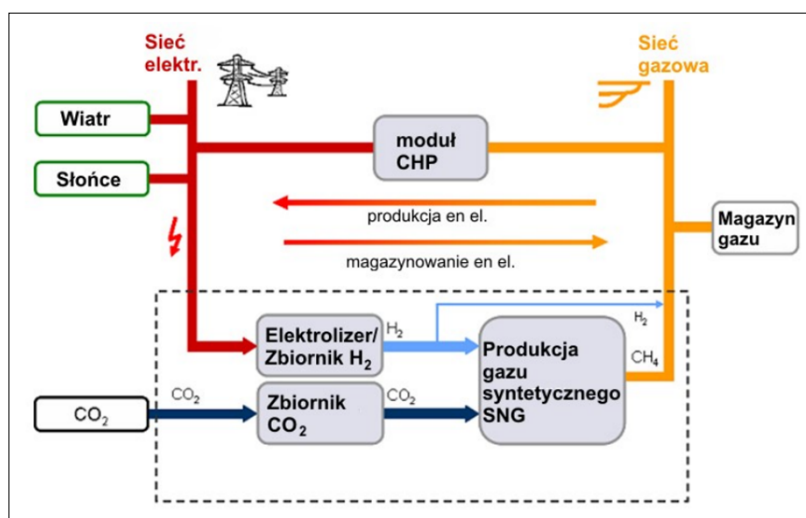 Sieć
elektr.
Sieć
gazowa
Wiatr
moduł
CHP
Słońce
produkcja en el.
Magazyn
gazu
magazynowanie en el.
H₂
Elektrolizer/
Zbiornik H₂
H₂
Produkcja
gazu
syntetycznego
SNG
CH₄
CO₂
CO₂
Zbiornik
CO₂
CO₂